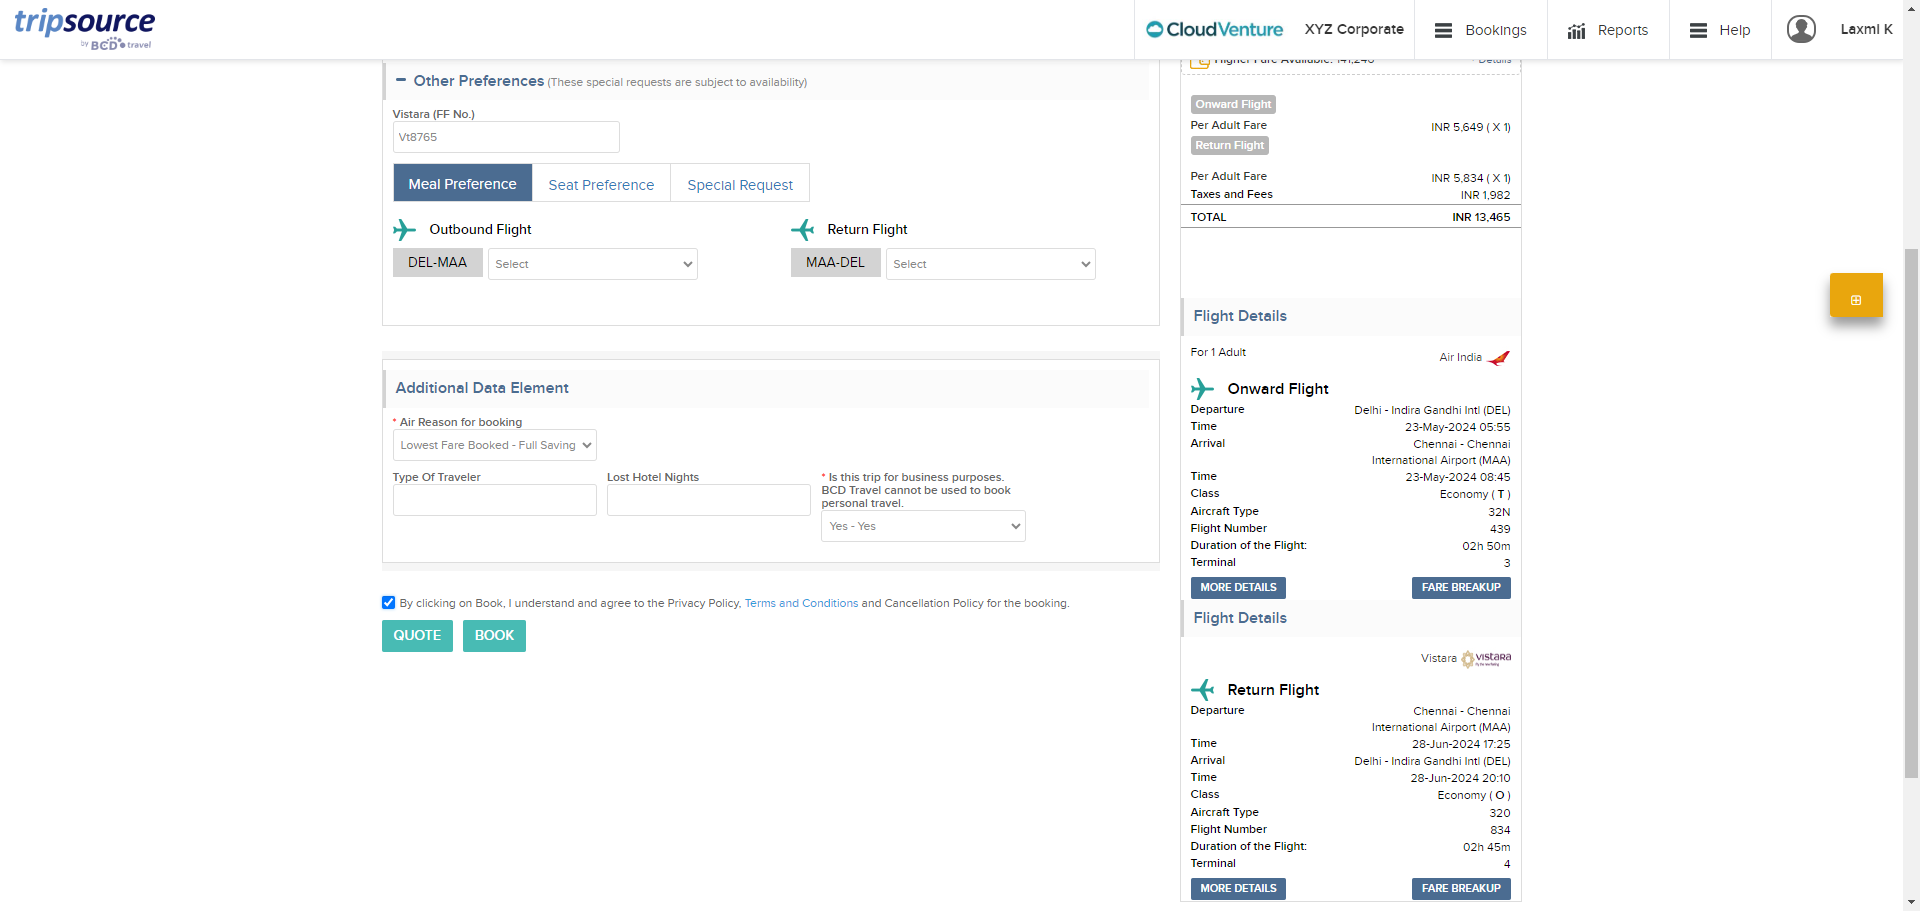 tripsource
by BCD travel
CloudVenture
XYZ Corporate
Bookings
Reports
Help
Laxmi K
Other Preferences (These special requests are subject to availability)
Vistara (FF No.)
Vt8765
Meal Preference
Seat Preference
Special Request
Outbound Flight
Return Flight
DEL-MAA
Select
MAA-DEL
Select
Additional Data Element
* Air Reason for booking
Lowest Fare Booked - Full Saving
Type Of Traveler
Lost Hotel Nights
* Is this trip for business purposes.
BCD Travel cannot be used to book
personal travel.
Yes - Yes
By clicking on Book, I understand and agree to the Privacy Policy, Terms and Conditions and Cancellation Policy for the booking.
QUOTE
BOOK
Higher Fare Available:
Details
Onward Flight
Per Adult Fare INR 5,649 ( X 1)
Return Flight
Per Adult Fare INR 5,834 ( X 1)
Taxes and Fees INR 1,982
TOTAL INR 13,465
Flight Details
For 1 Adult
Air India
Onward Flight
Departure Delhi - Indira Gandhi Intl (DEL)
Time 23-May-2024 05:55
Arrival Chennai - Chennai
International Airport (MAA)
Time 23-May-2024 08:45
Class Economy ( T )
Aircraft Type 32N
Flight Number 439
Duration of the Flight: 02h 50m
Terminal 3
MORE DETAILS
FARE BREAKUP
Flight Details
Vistara VISTARA
Return Flight
Departure Chennai - Chennai
International Airport (MAA)
Time 28-Jun-2024 17:25
Arrival Delhi - Indira Gandhi Intl (DEL)
Time 28-Jun-2024 20:10
Class Economy ( O )
Aircraft Type 320
Flight Number 834
Duration of the Flight: 02h 45m
Terminal 4
MORE DETAILS
FARE BREAKUP